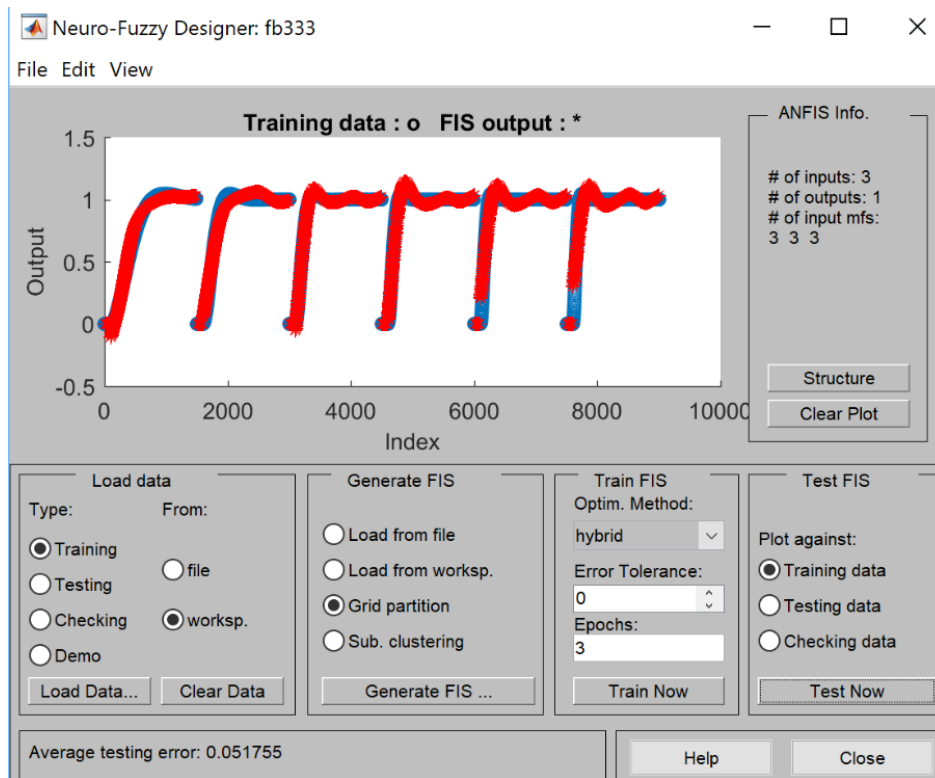 Neuro-Fuzzy Designer: fb333
File Edit View
Training data : o FIS output : *
1.5
1
0.5
0
-0.5
Output
0 2000 4000 6000 8000 10000
Index
ANFIS Info.
# of inputs: 3
# of outputs: 1
# of input mfs:
3 3 3
Structure
Clear Plot
Load data
Type: From:
Training
Testing
Checking
Demo
file
worksp.
Load Data... Clear Data
Generate FIS
Load from file
Load from worksp.
Grid partition
Sub. clustering
Generate FIS ...
Train FIS
Optim. Method:
hybrid
Error Tolerance:
0
Epochs:
3
Train Now
Test FIS
Plot against:
Training data
Testing data
Checking data
Test Now
Average testing error: 0.051755
Help Close